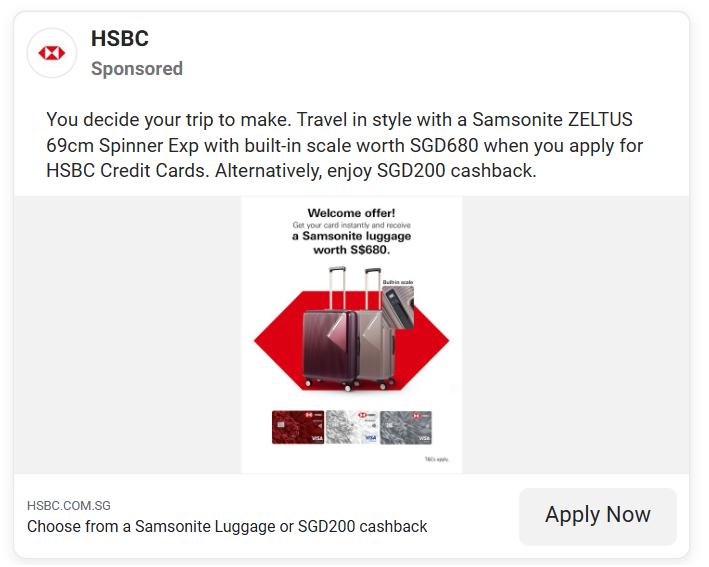 HSBC
Sponsored
You decide your trip to make. Travel in style with a Samsonite ZELTUS
69cm Spinner Exp with built-in scale worth SGD680 when you apply for
HSBC Credit Cards. Alternatively, enjoy SGD200 cashback.
Welcome offer!
Get your card instantly and receive
a Samsonite luggage
worth S$680.
Built-in scale
VISA
VISA
VISA
T&Cs apply.
HSBC.COM.SG
Choose from a Samsonite Luggage or SGD200 cashback
Apply Now